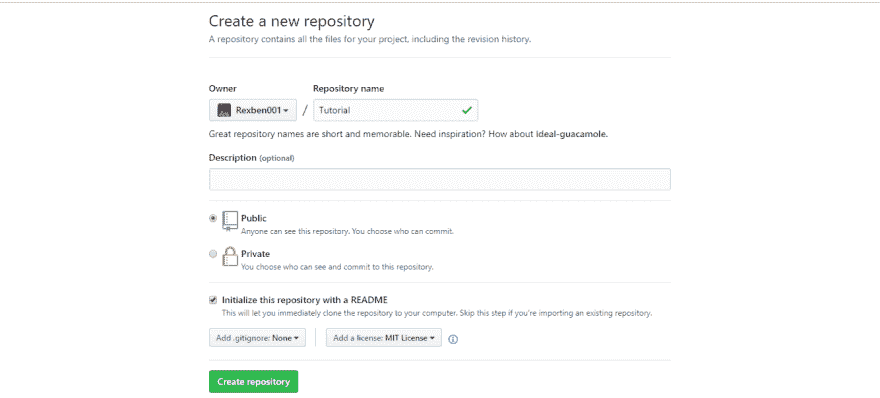 Create a new repository
A repository contains all the files for your project, including the revision history.
Owner Repository name
Rexben001 / Tutorial
Great repository names are short and memorable. Need inspiration? How about ideal-guacamole.
Description (optional)
Public
Anyone can see this repository. You choose who can commit.
Private
You choose who can see and commit to this repository.
Initialize this repository with a README
This will let you immediately clone the repository to your computer. Skip this step if you're importing an existing repository.
Add .gitignore: None Add a license: MIT License
Create repository